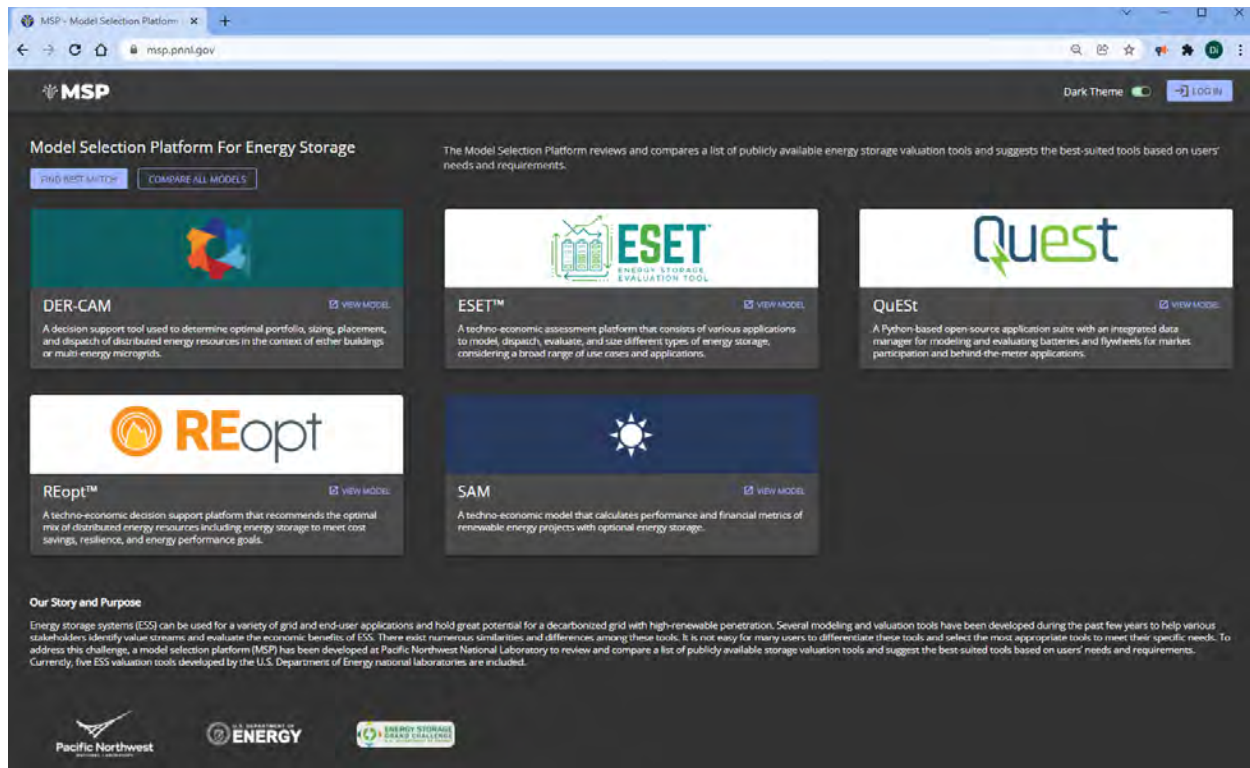 MSP - Model Selection Platform
msp.pnnl.gov
MSP
Dark Theme
LOG IN
Model Selection Platform For Energy Storage
FIND BEST MATCH
COMPARE ALL MODELS
The Model Selection Platform reviews and compares a list of publicly available energy storage valuation tools and suggests the best-suited tools based on users'
needs and requirements.
ESET
ENERGY STORAGE
EVALUATION TOOL
QuESt
DER-CAM
VIEW MODEL
A decision support tool used to determine optimal portfolio, sizing, placement,
and dispatch of distributed energy resources in the context of either buildings
or multi-energy microgrids.
ESET™
VIEW MODEL
A techno-economic assessment platform that consists of various applications
to model, dispatch, evaluate, and size different types of energy storage,
considering a broad range of use cases and applications.
QuESt
VIEW MODEL
A Python-based open-source application suite with an integrated data
manager for modeling and evaluating batteries and flywheels for market
participation and behind-the-meter applications.
REopt
REopt™
VIEW MODEL
A techno-economic decision support platform that recommends the optimal
mix of distributed energy resources including energy storage to meet cost
savings, resilience, and energy performance goals.
SAM
VIEW MODEL
A techno-economic model that calculates performance and financial metrics of
renewable energy projects with optional energy storage.
Our Story and Purpose
Energy storage systems (ESS) can be used for a variety of grid and end-user applications and hold great potential for a decarbonized grid with high-renewable penetration. Several modeling and valuation tools have been developed during the past few years to help various
stakeholders identify value streams and evaluate the economic benefits of ESS. There exist numerous similarities and differences among these tools. It is not easy for many users to differentiate these tools and select the most appropriate tools to meet their specific needs. To
address this challenge, a model selection platform (MSP) has been developed at Pacific Northwest National Laboratory to review and compare a list of publicly available storage valuation tools and suggest the best-suited tools based on users' needs and requirements.
Currently, five ESS valuation tools developed by the U.S. Department of Energy national laboratories are included.
Pacific Northwest
NATIONAL LABORATORY
U.S. DEPARTMENT OF
ENERGY
ENERGY STORAGE
GRAND CHALLENGE